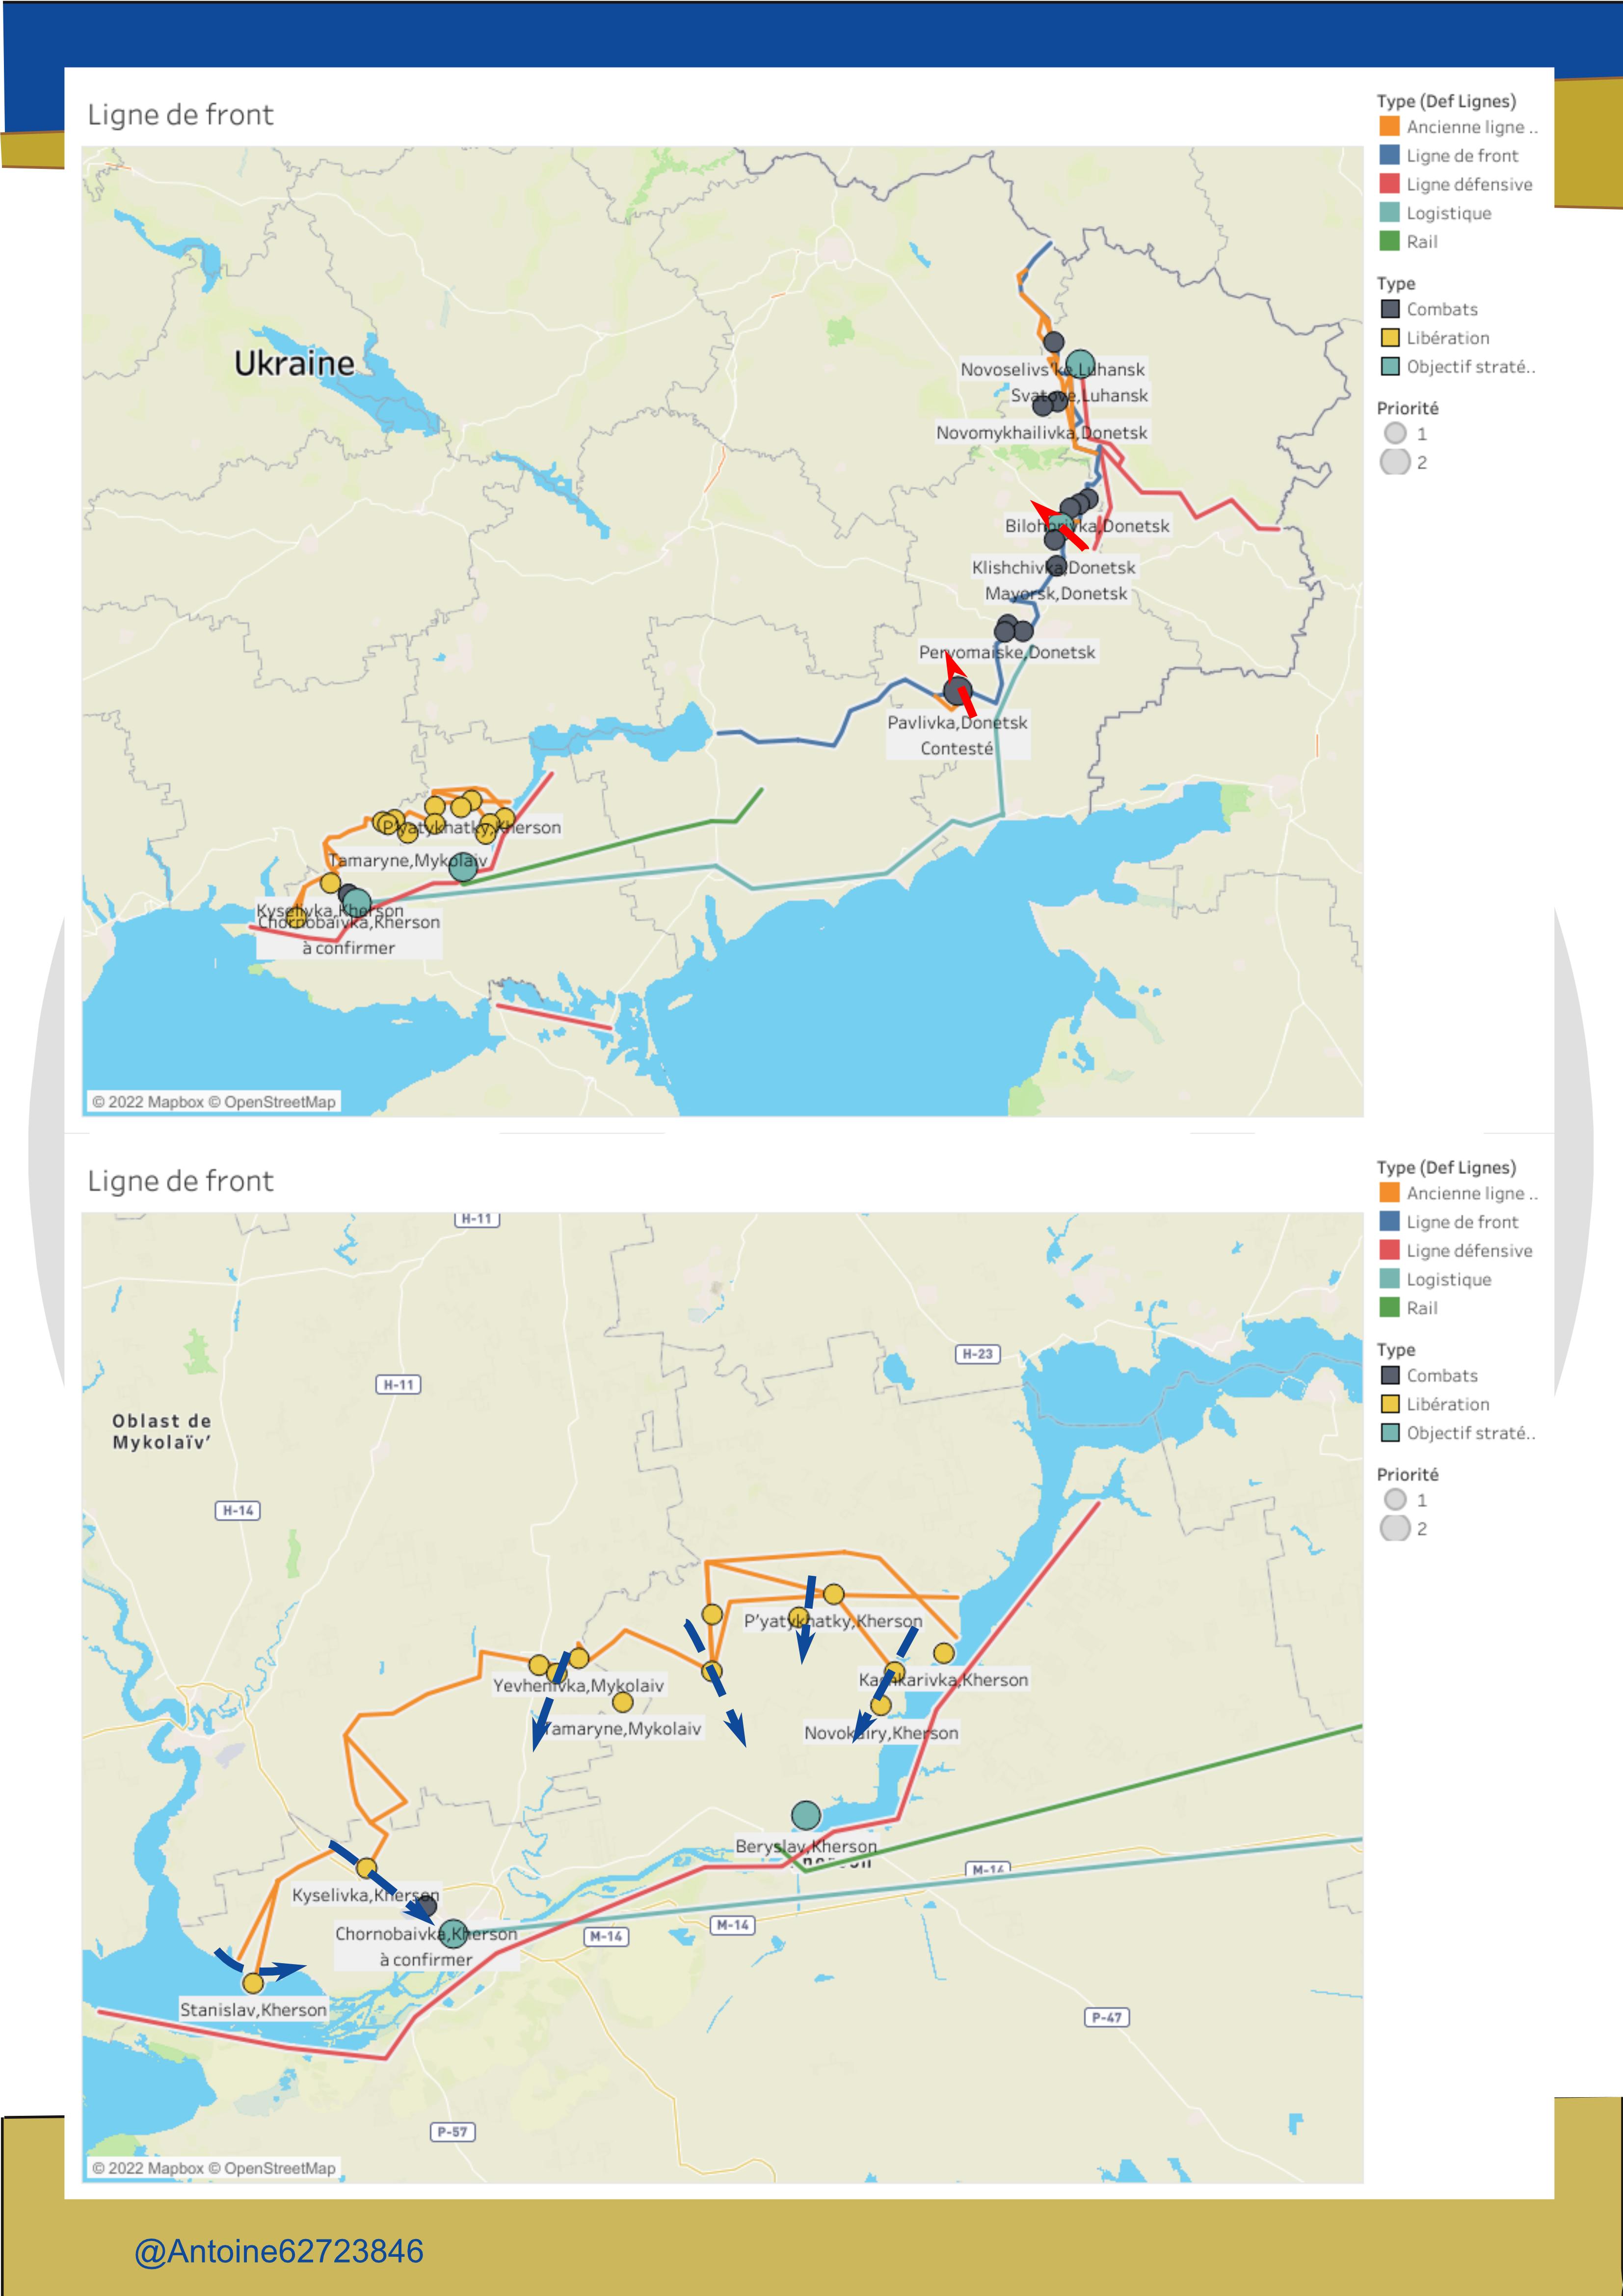 Ligne de front
Type (Def Lignes)
Ancienne ligne ..
Ligne de front
Ligne défensive
Logistique
Rail
Type
Combats
Libération
Objectif straté..
Priorité
1
2
Ukraine
Novoselivs'ke,Luhansk
Svatove,Luhansk
Novomykhailivka,Donetsk
Bilohorivka,Donetsk
Klishchivka,Donetsk
Mayorsk,Donetsk
Pervomaiske,Donetsk
Pavlivka,Donetsk
Contesté
P'yatykhatky,Kherson
Tamaryne,Mykolaiv
Kyselivka,Kherson
Chornobaivka,Kherson
à confirmer
© 2022 Mapbox © OpenStreetMap
Ligne de front
Type (Def Lignes)
Ancienne ligne ..
Ligne de front
Ligne défensive
Logistique
Rail
Type
Combats
Libération
Objectif straté..
Priorité
1
2
H-11
H-23
H-11
Oblast de
Mykolaïv'
H-14
P'yatykhatky,Kherson
Kashkarivka,Kherson
Yevhenivka,Mykolaiv
Tamaryne,Mykolaiv
Novokairy,Kherson
Beryslav,Kherson
M-14
Kyselivka,Kherson
M-14
Chornobaivka,Kherson
M-14
à confirmer
Stanislav,Kherson
P-47
P-57
© 2022 Mapbox © OpenStreetMap
@Antoine62723846